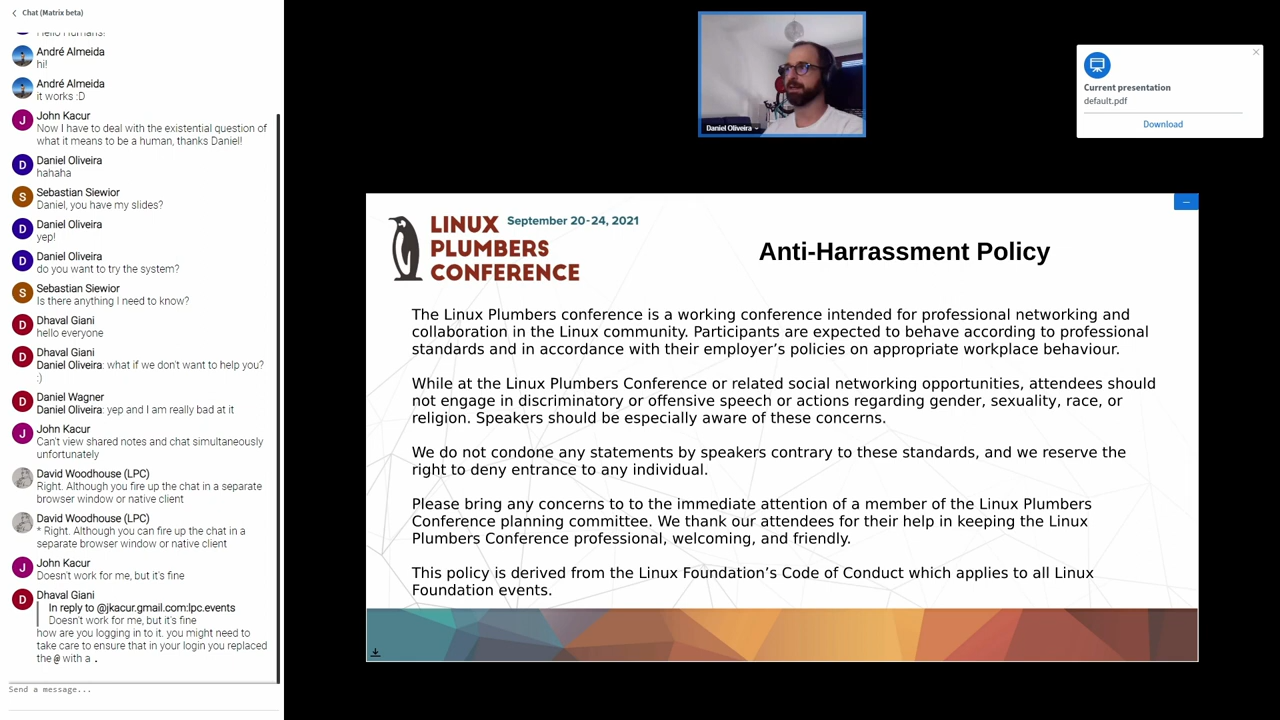 Chat (Matrix beta)
Hello Humans!
André Almeida
hi!
André Almeida
it works :D
John Kacur
Now I have to deal with the existential question of
what it means to be a human, thanks Daniel!
Daniel Oliveira
hahaha
Sebastian Siewior
Daniel, you have my slides?
Daniel Oliveira
yep!
Daniel Oliveira
do you want to try the system?
Sebastian Siewior
Is there anything I need to know?
Dhaval Giani
hello everyone
Dhaval Giani
Daniel Oliveira: what if we don't want to help you?
:)
Daniel Wagner
Daniel Oliveira: yep and I am really bad at it
John Kacur
Can't view shared notes and chat simultaneously
unfortunately
David Woodhouse (LPC)
Right. Although you fire up the chat in a separate
browser window or native client
David Woodhouse (LPC)
* Right. Although you can fire up the chat in a
separate browser window or native client
John Kacur
Doesn't work for me, but it's fine
Dhaval Giani
In reply to @jkacur.gmail.com:lpc.events
Doesn't work for me, but it's fine
how are you logging in to it. you might need to
take care to ensure that in your login you replaced
the @ with a .
Send a message...
Daniel Oliveira
Current presentation
default.pdf
Download
LINUX September 20-24, 2021
PLUMBERS
CONFERENCE
Anti-Harrassment Policy
The Linux Plumbers conference is a working conference intended for professional networking and
collaboration in the Linux community. Participants are expected to behave according to professional
standards and in accordance with their employer's policies on appropriate workplace behaviour.
While at the Linux Plumbers Conference or related social networking opportunities, attendees should
not engage in discriminatory or offensive speech or actions regarding gender, sexuality, race, or
religion. Speakers should be especially aware of these concerns.
We do not condone any statements by speakers contrary to these standards, and we reserve the
right to deny entrance to any individual.
Please bring any concerns to to the immediate attention of a member of the Linux Plumbers
Conference planning committee. We thank our attendees for their help in keeping the Linux
Plumbers Conference professional, welcoming, and friendly.
This policy is derived from the Linux Foundation's Code of Conduct which applies to all Linux
Foundation events.